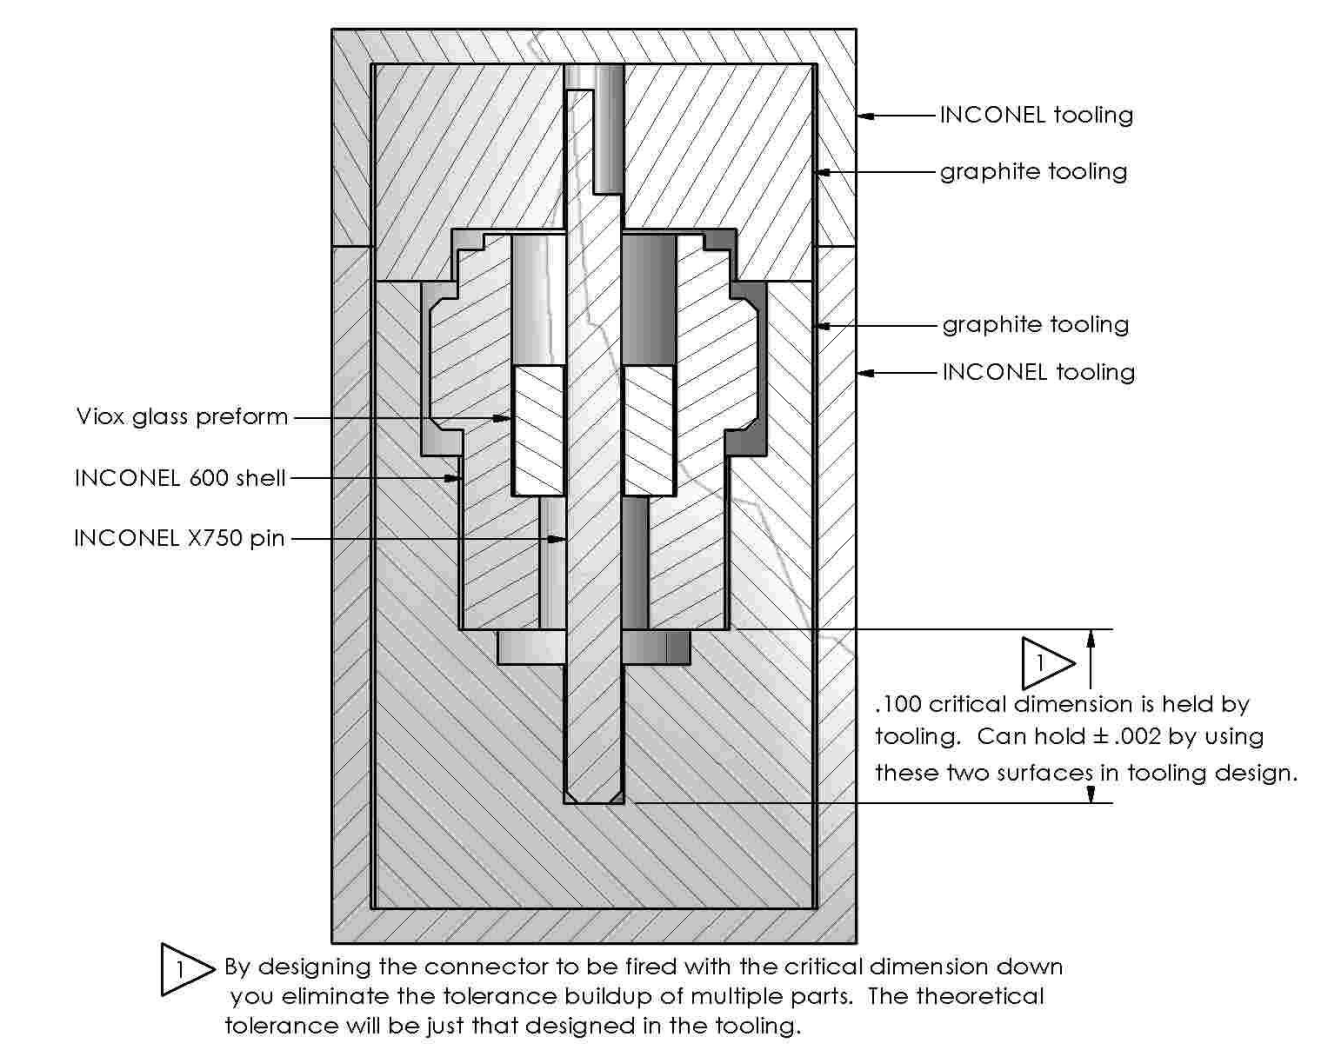 INCONEL tooling
graphite tooling
graphite tooling
INCONEL tooling
Viox glass preform
INCONEL 600 shell
INCONEL X750 pin
1
.100 critical dimension is held by
tooling. Can hold ± .002 by using
these two surfaces in tooling design.
1
By designing the connector to be fired with the critical dimension down
you eliminate the tolerance buildup of multiple parts. The theoretical
tolerance will be just that designed in the tooling.